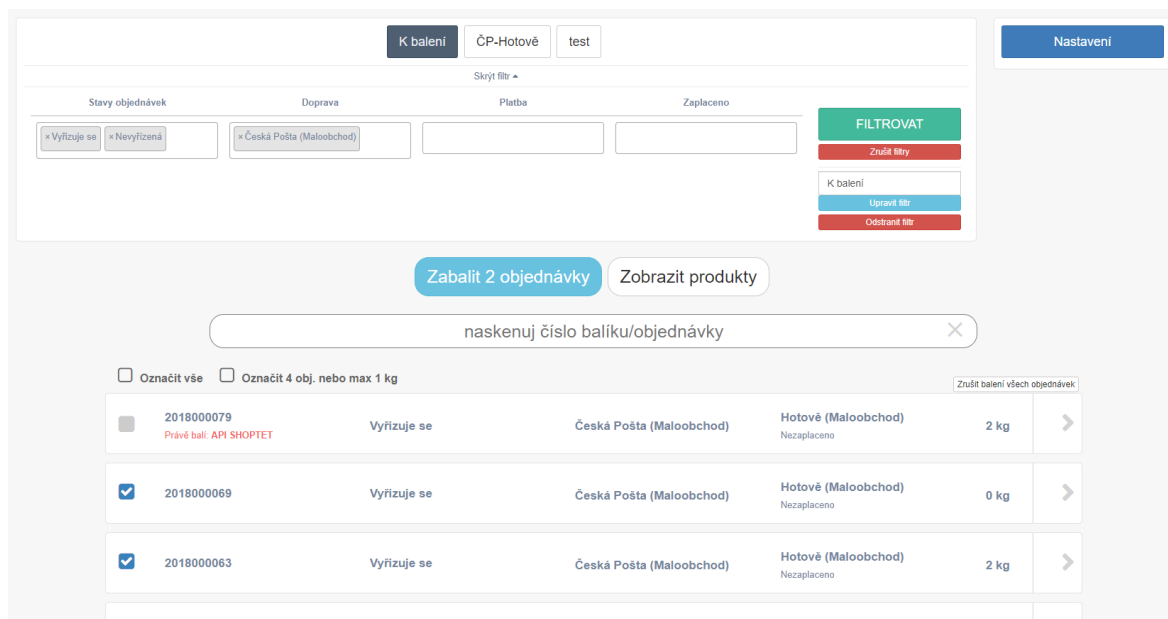 K balení ČP-Hotově test
Nastavení
Skrýt filtr
Stavy objednávek Doprava Platba Zaplaceno
×Vyřizuje se ×Nevyřízená ×Česká Pošta (Maloobchod)
FILTROVAT
Zrušit filtry
K balení
Upravit filtr
Odstranit filtr
Zabalit 2 objednávky Zobrazit produkty
naskenuj číslo balíku/objednávky
Označit vše Označit 4 obj. nebo max 1 kg
Zrušit balení všech objednávek
2018000079 Vyřizuje se Česká Pošta (Maloobchod) Hotově (Maloobchod) 2 kg
Právě balí: API SHOPTET Nezaplaceno
2018000069 Vyřizuje se Česká Pošta (Maloobchod) Hotově (Maloobchod) 0 kg
Nezaplaceno
2018000063 Vyřizuje se Česká Pošta (Maloobchod) Hotově (Maloobchod) 2 kg
Nezaplaceno